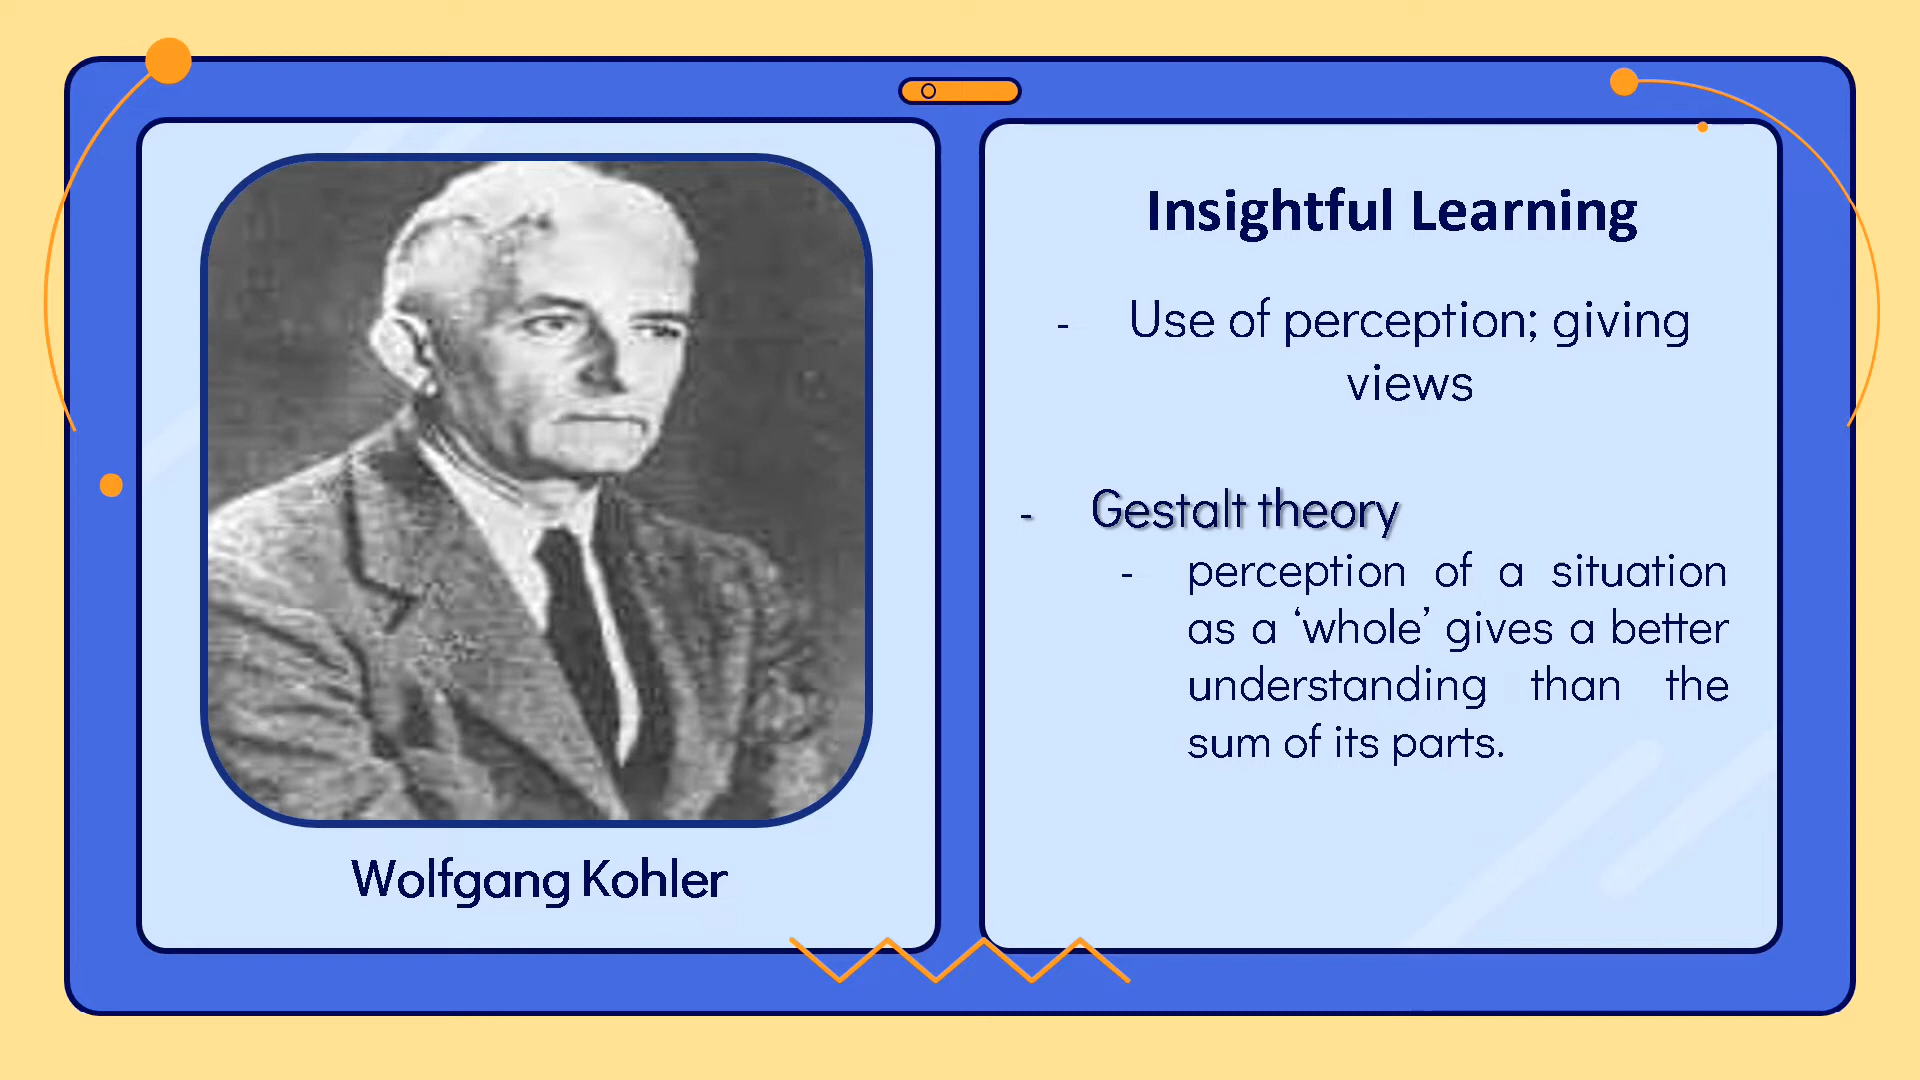 Wolfgang Kohler
Insightful Learning
- Use of perception; giving
views
- Gestalt theory
- perception of a situation
as a ‘whole’ gives a better
understanding than the
sum of its parts.